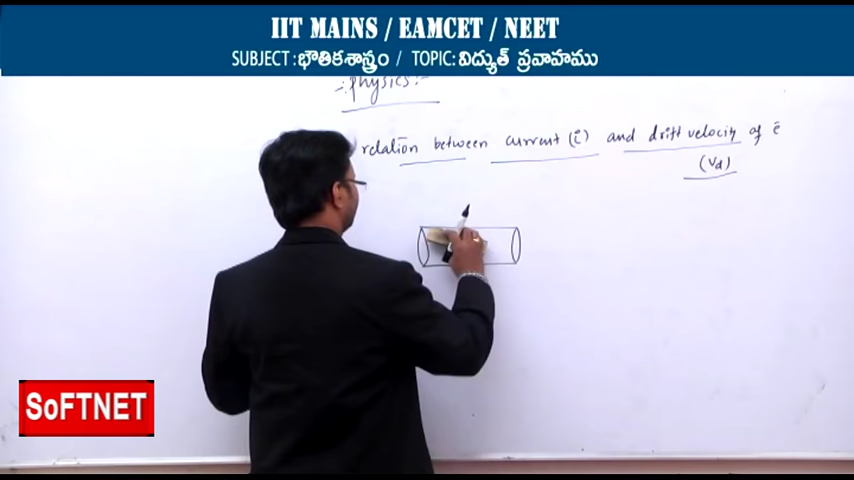 IIT MAINS / EAMCET / NEET
SUBJECT : భౌతికశాస్త్రం / TOPIC : విద్యుత్ ప్రవాహము
-: Physics :-
relation between current (i) and drift velocity of ē
(Vd)
SoFTNET